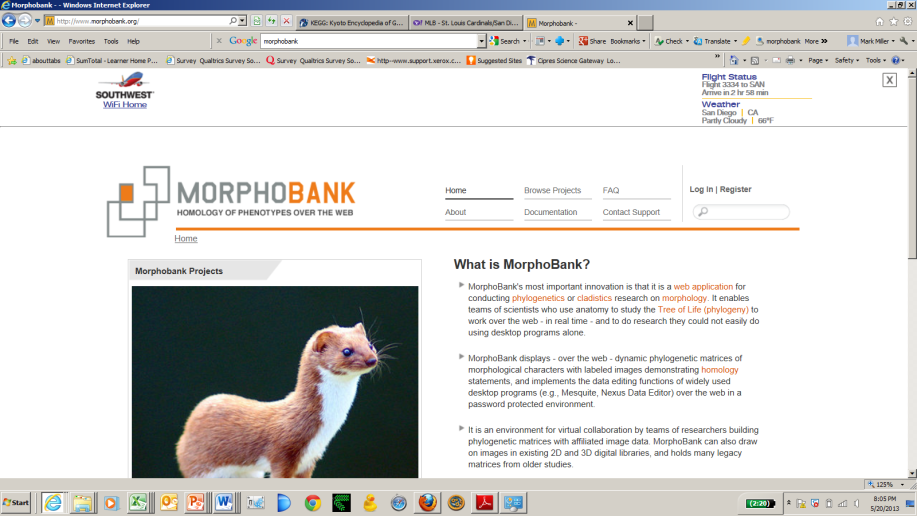 Morphobank - - Windows Internet Explorer
http://www.morphobank.org/
KEGG: Kyoto Encyclopedia of G...
MLB - St. Louis Cardinals/San Di...
Morphobank -
File Edit View Favorites Tools Help
Google morphobank
Search
Share Bookmarks
Check
Translate
morphobank
More >>
Mark Miller
abouttabs
SumTotal - Learner Home P...
Survey Qualtrics Survey So...
Survey Qualtrics Survey So...
http--www.support.xerox.c...
Suggested Sites
Cipres Science Gateway Lo...
Page Safety Tools
SOUTHWEST
WiFi Home
Flight Status
Flight 3334 to SAN
Arrive in 2 hr 58 min
Weather
San Diego | CA
Partly Cloudy | 66°F
X
MORPHOBANK
HOMOLOGY OF PHENOTYPES OVER THE WEB
Home Browse Projects FAQ
About Documentation Contact Support
Log In | Register
Home
Morphobank Projects
What is MorphoBank?
MorphoBank's most important innovation is that it is a web application for
conducting phylogenetics or cladistics research on morphology. It enables
teams of scientists who use anatomy to study the Tree of Life (phylogeny) to
work over the web - in real time - and to do research they could not easily do
using desktop programs alone.
MorphoBank displays - over the web - dynamic phylogenetic matrices of
morphological characters with labeled images demonstrating homology
statements, and implements the data editing functions of widely used
desktop programs (e.g., Mesquite, Nexus Data Editor) over the web in a
password protected environment.
It is an environment for virtual collaboration by teams of researchers building
phylogenetic matrices with affiliated image data. MorphoBank can also draw
on images in existing 2D and 3D digital libraries, and holds many legacy
matrices from older studies.
125%
Start
(2:20)
8:05 PM
5/20/2013